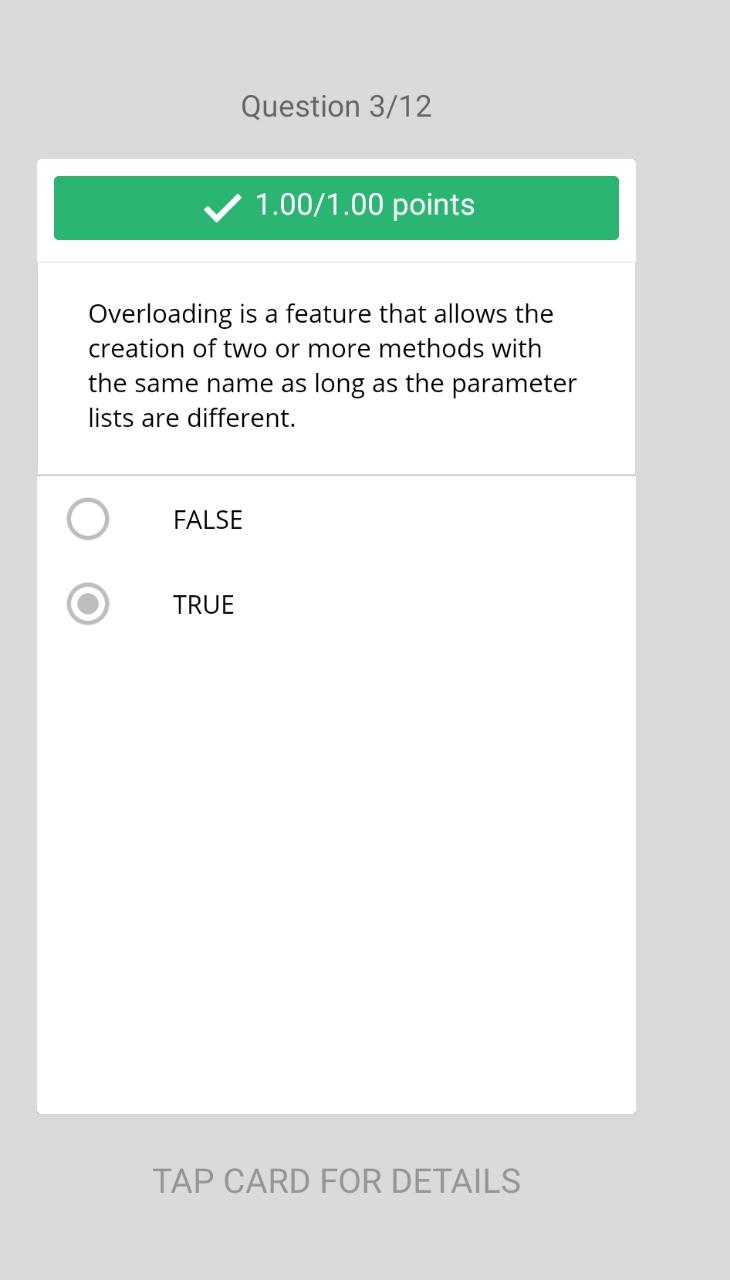 Question 3/12
1.00/1.00 points
Overloading is a feature that allows the
creation of two or more methods with
the same name as long as the parameter
lists are different.
FALSE
TRUE
TAP CARD FOR DETAILS